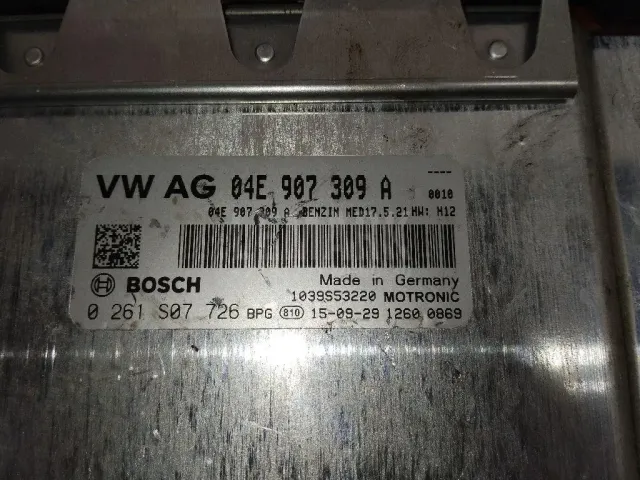 ----
VW AG 04E 907 309 A 0010
04E 907 309 A BENZIN MED17.5.21 HW: H12
BOSCH Made in Germany
1039S53220 MOTRONIC
0 261 S07 726 BPG 810 15-09-29 1260 0869